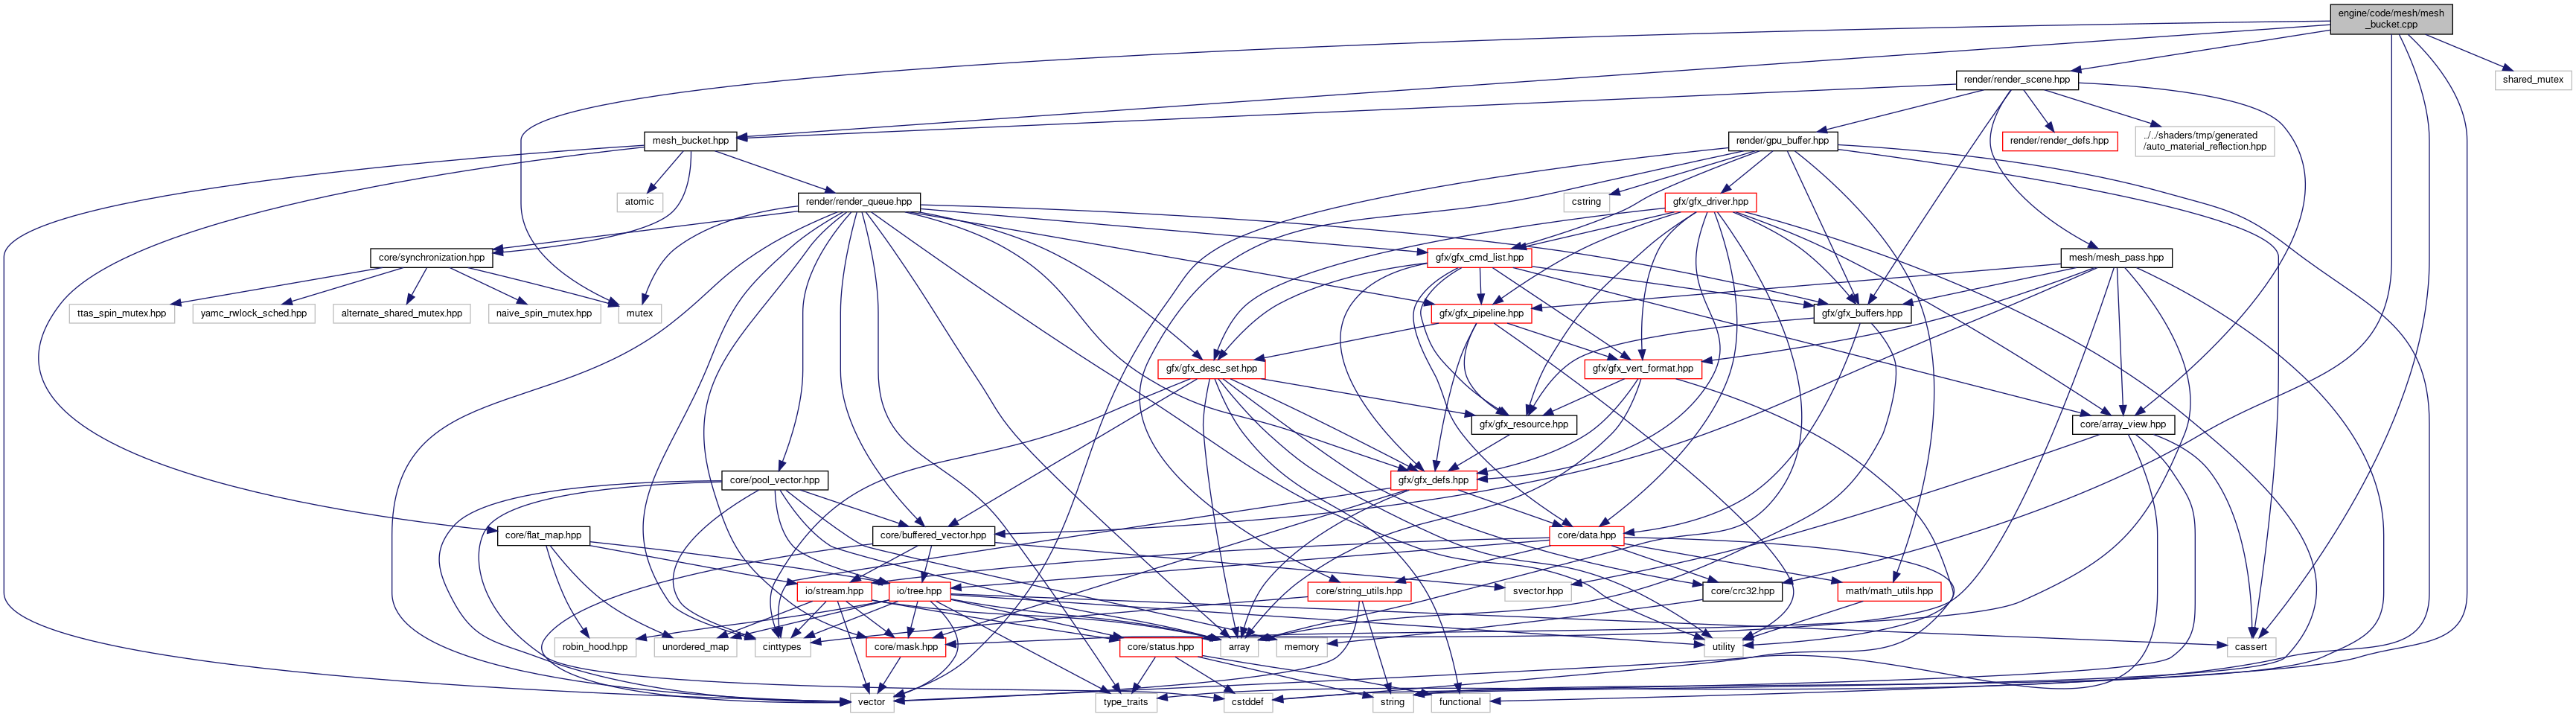 engine/code/mesh/mesh
_bucket.cpp
render/render_scene.hpp
shared_mutex
mesh_bucket.hpp
render/gpu_buffer.hpp
render/render_defs.hpp
../../shaders/tmp/generated
/auto_material_reflection.hpp
atomic
render/render_queue.hpp
cstring
gfx/gfx_driver.hpp
core/synchronization.hpp
gfx/gfx_cmd_list.hpp
mesh/mesh_pass.hpp
ttas_spin_mutex.hpp
yamc_rwlock_sched.hpp
alternate_shared_mutex.hpp
naive_spin_mutex.hpp
mutex
gfx/gfx_pipeline.hpp
gfx/gfx_buffers.hpp
gfx/gfx_desc_set.hpp
gfx/gfx_vert_format.hpp
gfx/gfx_resource.hpp
core/array_view.hpp
core/pool_vector.hpp
gfx/gfx_defs.hpp
core/flat_map.hpp
core/buffered_vector.hpp
core/data.hpp
io/stream.hpp
io/tree.hpp
core/string_utils.hpp
svector.hpp
core/crc32.hpp
math/math_utils.hpp
robin_hood.hpp
unordered_map
cinttypes
core/mask.hpp
core/status.hpp
array
memory
utility
cassert
vector
type_traits
cstddef
string
functional